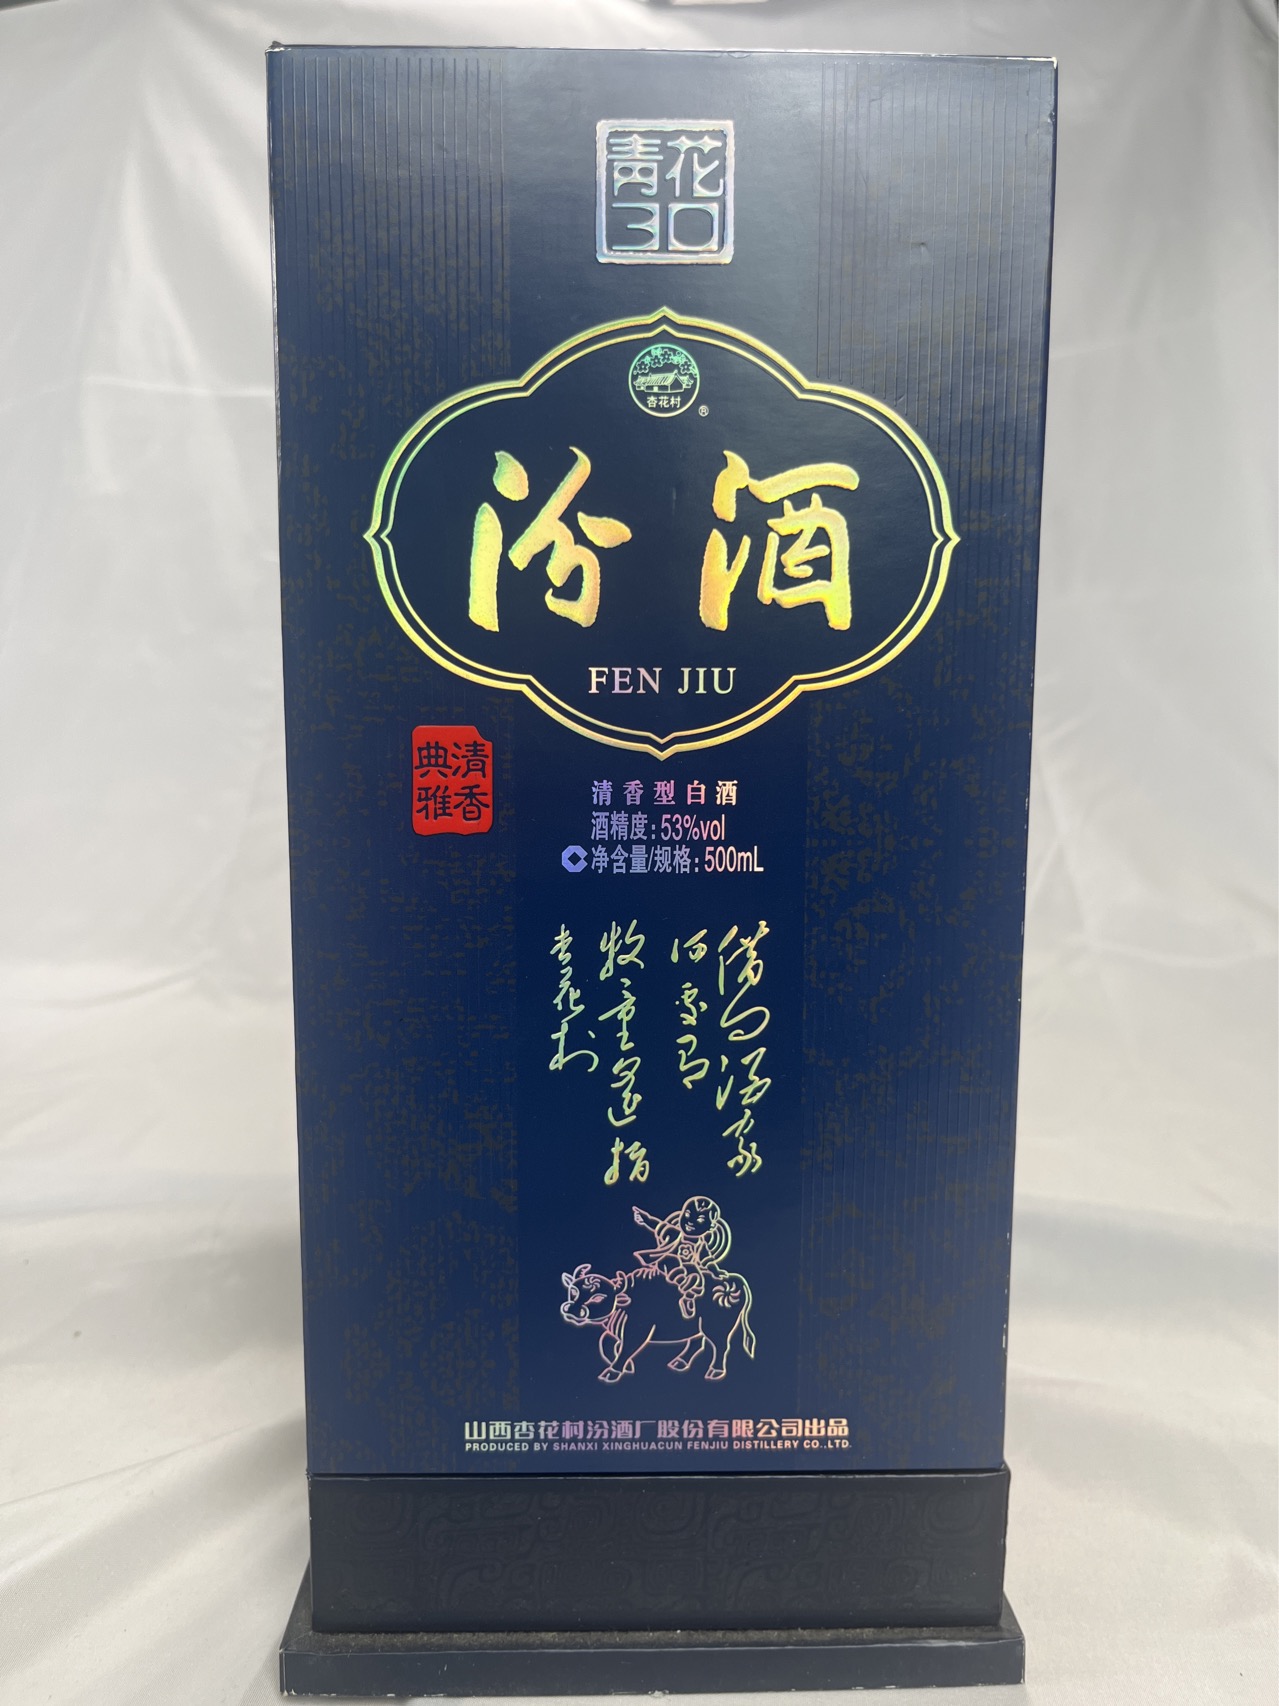 青花
30
杏花村
®
汾酒
FEN JIU
清香
典雅
清香型白酒
酒精度:53%vol
净含量/规格:500mL
借问酒家
何处有
牧童遥指
杏花村
山西杏花村汾酒厂股份有限公司出品
PRODUCED BY SHANXI XINGHUACUN FENJIU DISTILLERY CO.,LTD.